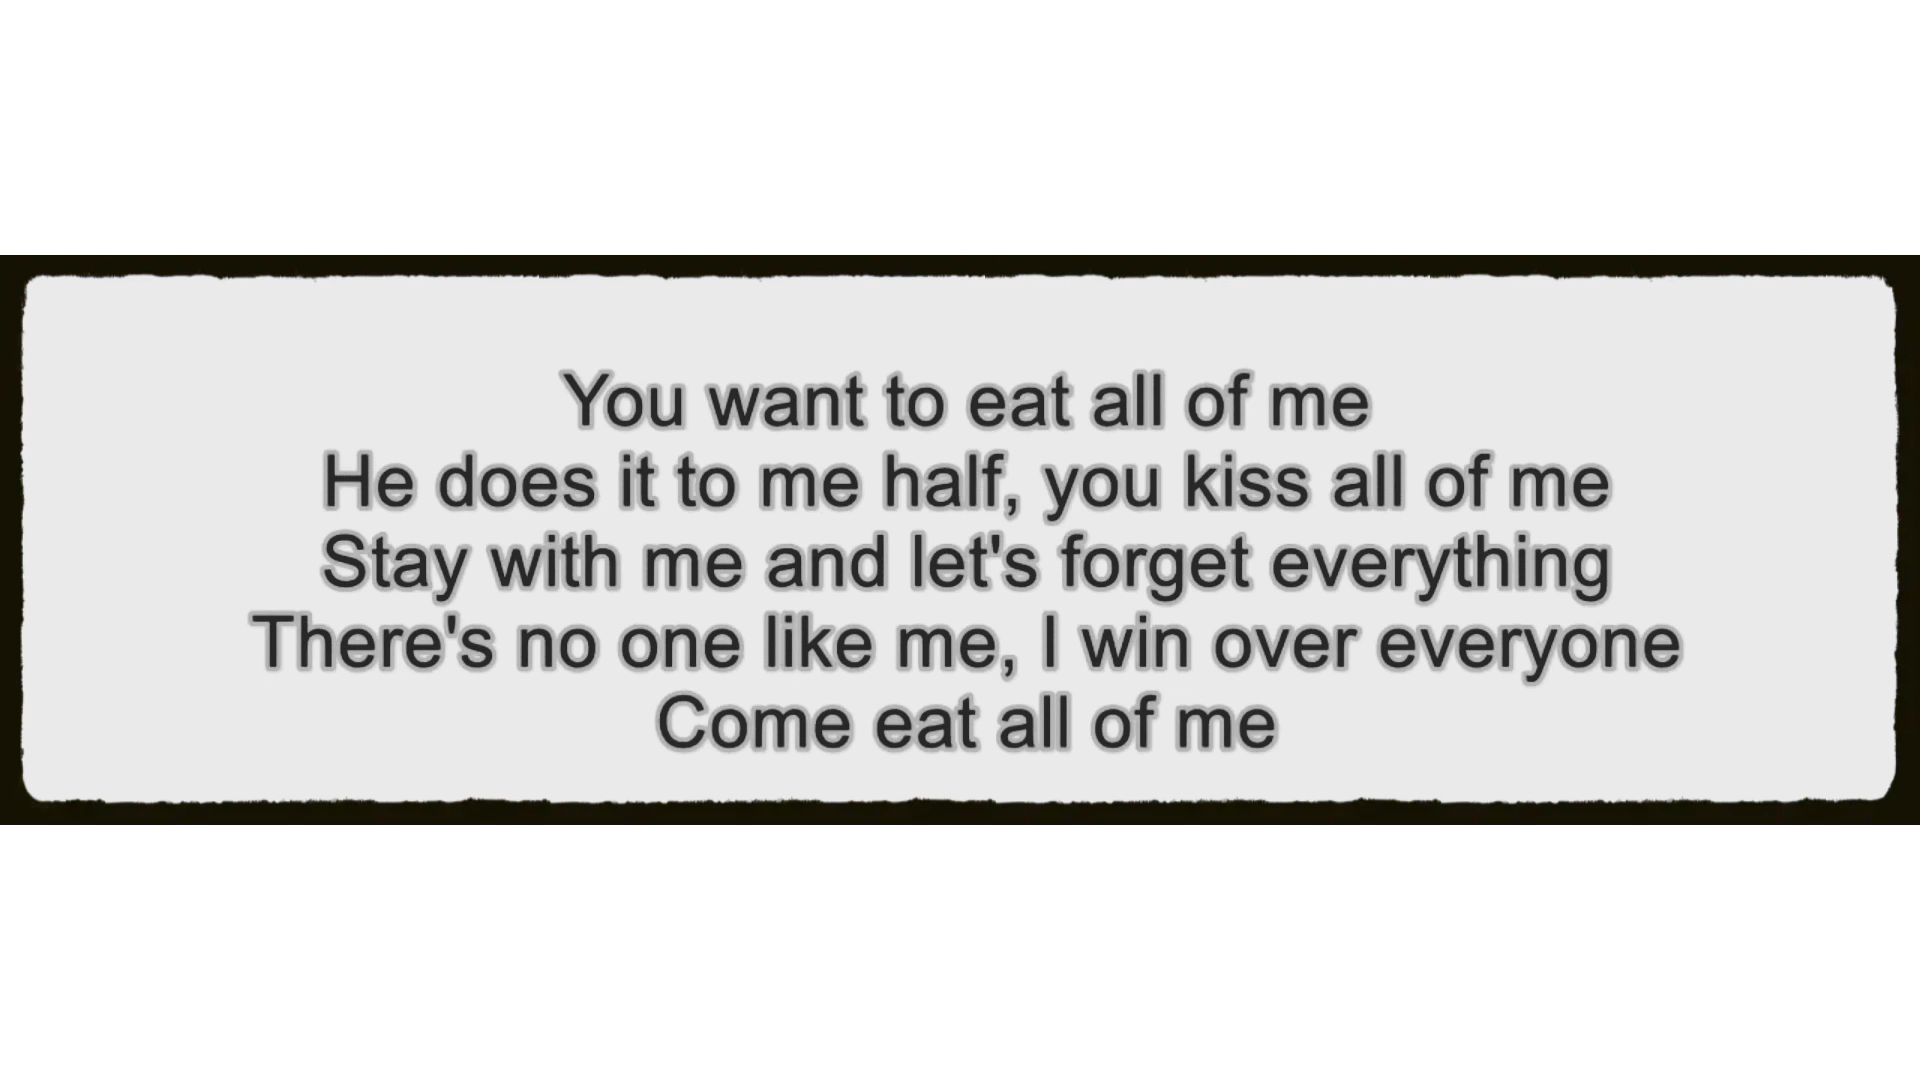 You want to eat all of me
He does it to me half, you kiss all of me
Stay with me and let's forget everything
There's no one like me, I win over everyone
Come eat all of me